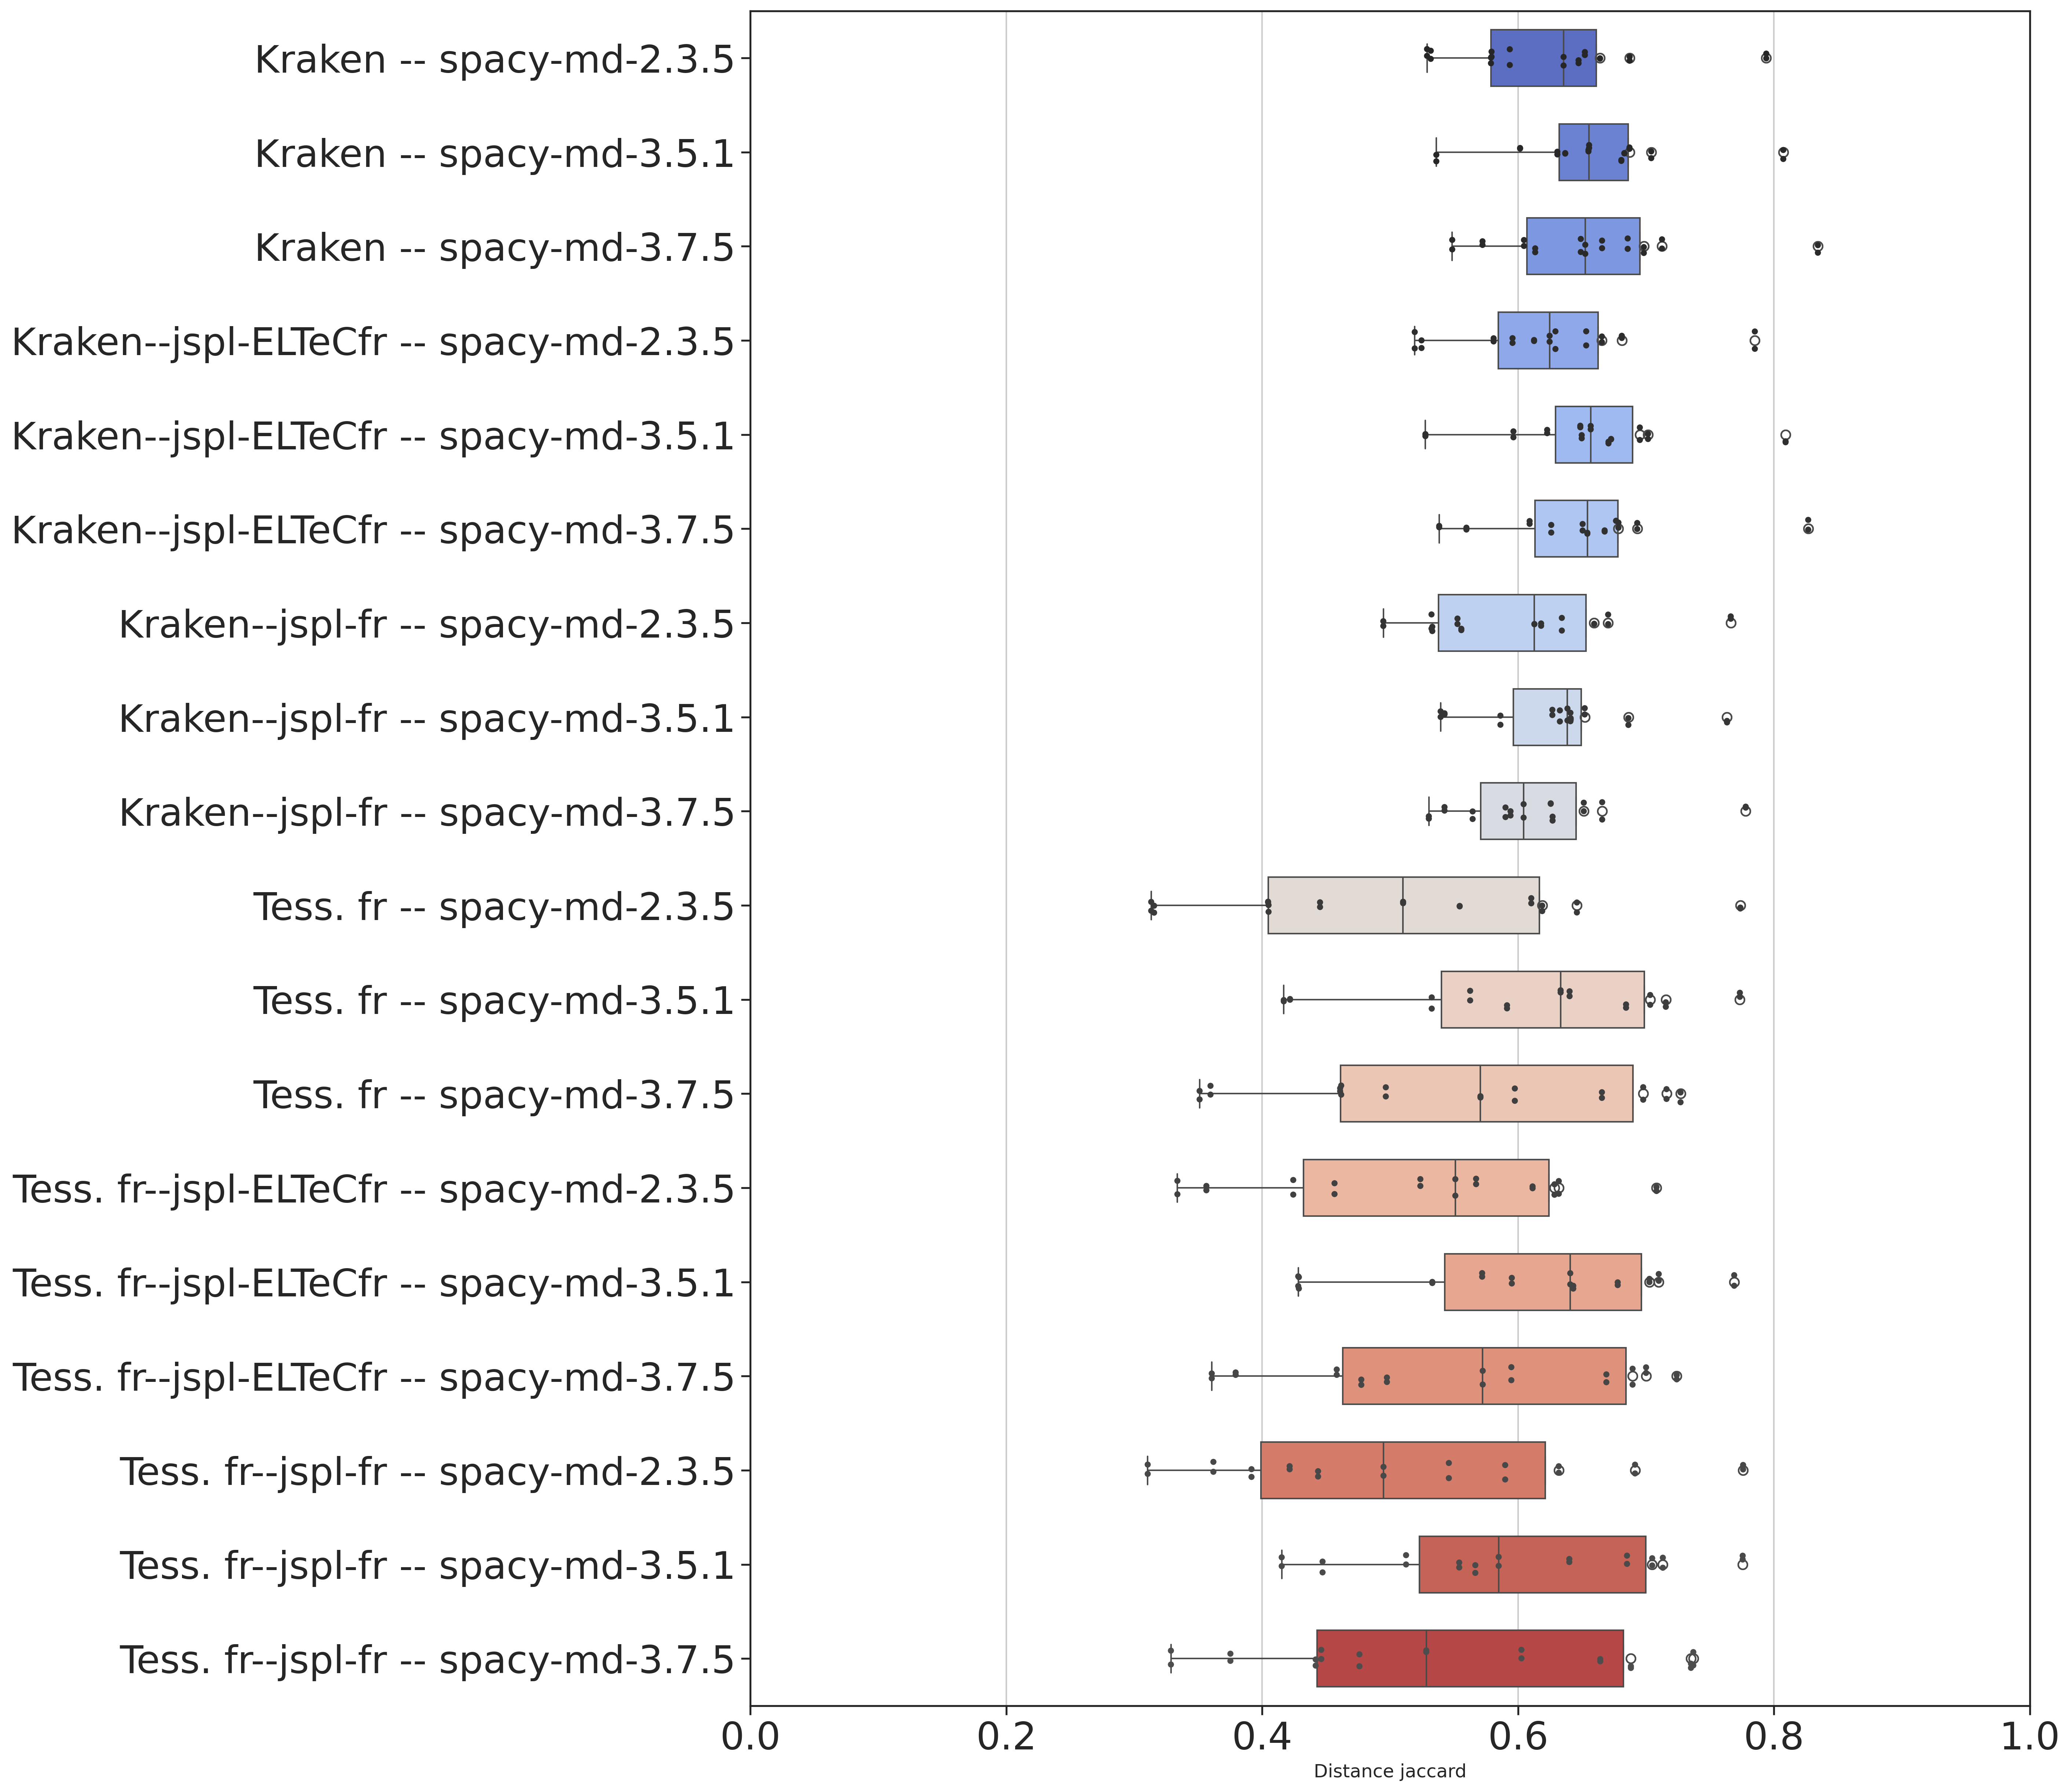 Kraken -- spacy-md-2.3.5
Kraken -- spacy-md-3.5.1
Kraken -- spacy-md-3.7.5
Kraken--jspl-ELTeCfr -- spacy-md-2.3.5
Kraken--jspl-ELTeCfr -- spacy-md-3.5.1
Kraken--jspl-ELTeCfr -- spacy-md-3.7.5
Kraken--jspl-fr -- spacy-md-2.3.5
Kraken--jspl-fr -- spacy-md-3.5.1
Kraken--jspl-fr -- spacy-md-3.7.5
Tess. fr -- spacy-md-2.3.5
Tess. fr -- spacy-md-3.5.1
Tess. fr -- spacy-md-3.7.5
Tess. fr--jspl-ELTeCfr -- spacy-md-2.3.5
Tess. fr--jspl-ELTeCfr -- spacy-md-3.5.1
Tess. fr--jspl-ELTeCfr -- spacy-md-3.7.5
Tess. fr--jspl-fr -- spacy-md-2.3.5
Tess. fr--jspl-fr -- spacy-md-3.5.1
Tess. fr--jspl-fr -- spacy-md-3.7.5
0.0 0.2 0.4 0.6 0.8 1.0
Distance jaccard